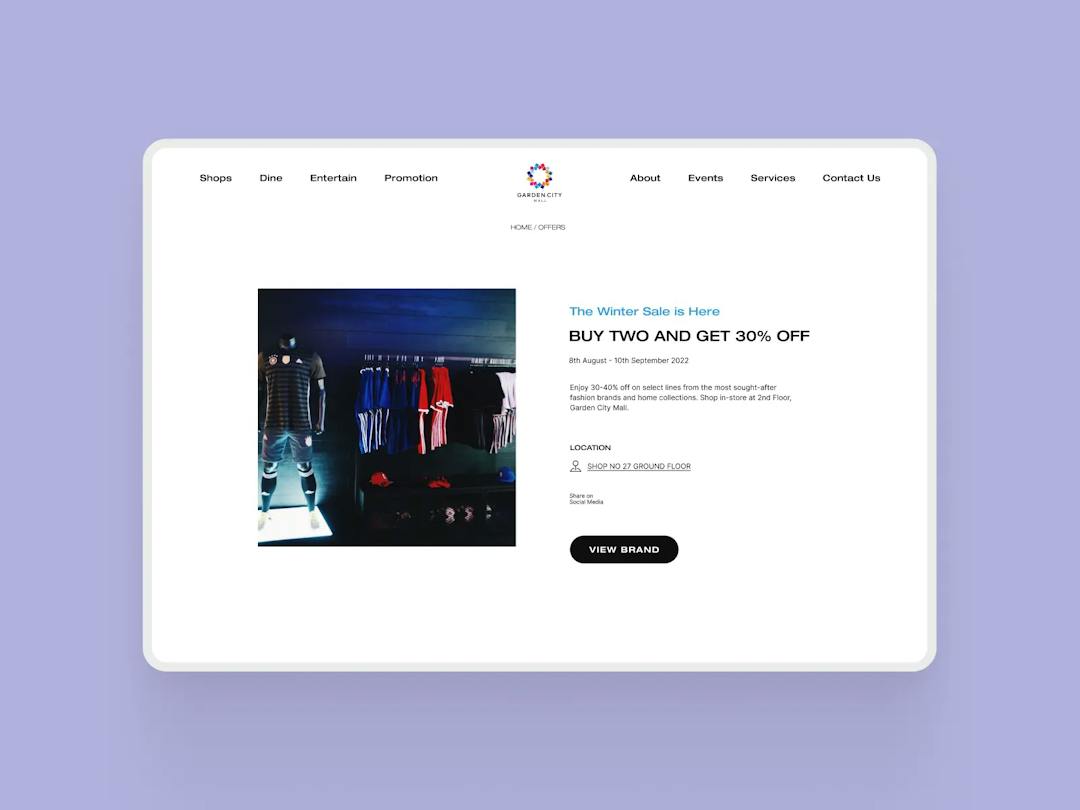 Shops
Dine
Entertain
Promotion
GARDEN CITY
MALL
About
Events
Services
Contact Us
HOME / OFFERS
The Winter Sale is Here
BUY TWO AND GET 30% OFF
8th August - 10th September 2022
Enjoy 30-40% off on select lines from the most sought-after
fashion brands and home collections. Shop in-store at 2nd Floor,
Garden City Mall.
LOCATION
SHOP NO 27 GROUND FLOOR
Share on
Social Media
VIEW BRAND